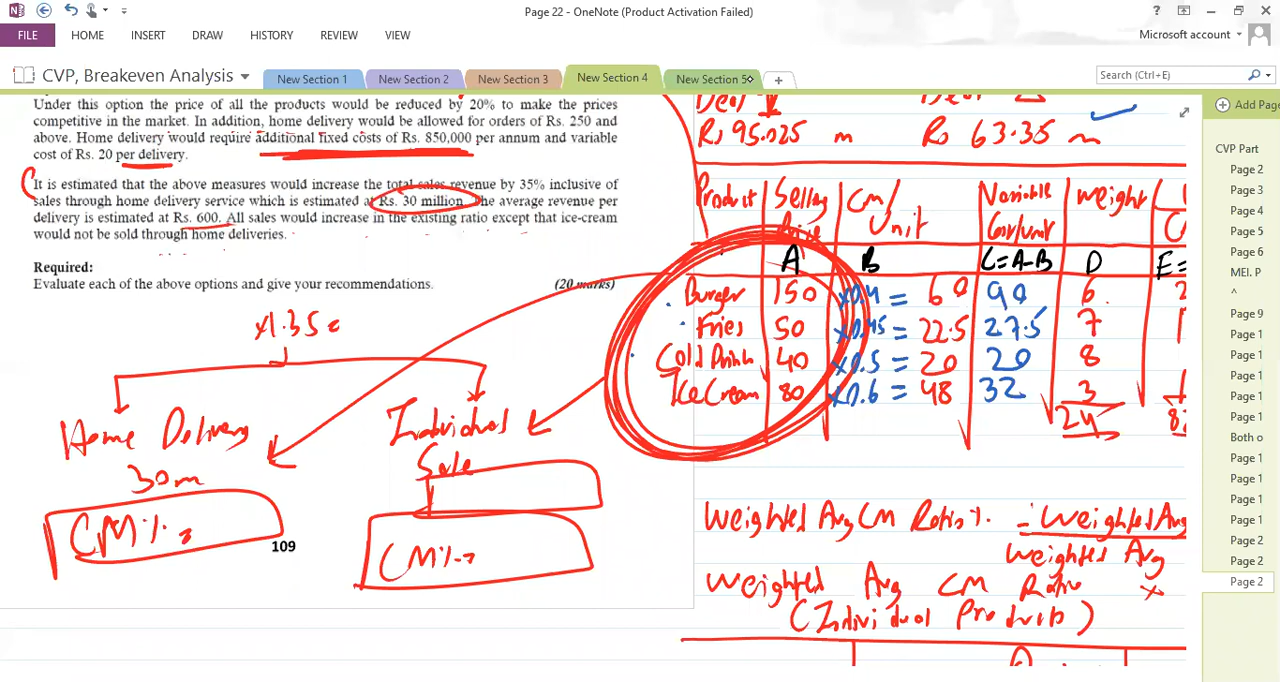 Page 22 - OneNote (Product Activation Failed)
FILE HOME INSERT DRAW HISTORY REVIEW VIEW
Microsoft account
CVP, Breakeven Analysis
New Section 1 New Section 2 New Section 3 New Section 4 New Section 5
Search (Ctrl+E)
Under this option the price of all the products would be reduced by 20% to make the prices
competitive in the market. In addition, home delivery would be allowed for orders of Rs. 250 and
above. Home delivery would require additional fixed costs of Rs. 850,000 per annum and variable
cost of Rs. 20 per delivery.
It is estimated that the above measures would increase the total sales revenue by 35% inclusive of
sales through home delivery service which is estimated at Rs. 30 million. The average revenue per
delivery is estimated at Rs. 600. All sales would increase in the existing ratio except that ice-cream
would not be sold through home deliveries.
Required:
Evaluate each of the above options and give your recommendations.
(20 marks)
x1.35
Home Delivery
30m
CM%
Individual
Sale
CM%
109
Rs 95.025 m Rs 63.35 m
Product Selling Price CM/Unit Variable Cost/unit weight
A B C=A-B D E=
Burger 150 x0.4 = 60 90 6
Fries 50 x0.45 = 22.5 27.5 7
Cold Drink 40 x0.5 = 20 20 8
Ice Cream 80 x0.6 = 48 32 3
24
Weighted Avg CM Ratio % = Weighted Avg
Weighted Avg
Weighted Avg CM Ratio x
(Individual Products)
Add Page
CVP Part
Page 2
Page 3
Page 4
Page 5
Page 6
MEI. P
^
Page 9
Page 1
Page 1
Page 1
Page 1
Both o
Page 1
Page 1
Page 1
Page 1
Page 2
Page 2
Page 2